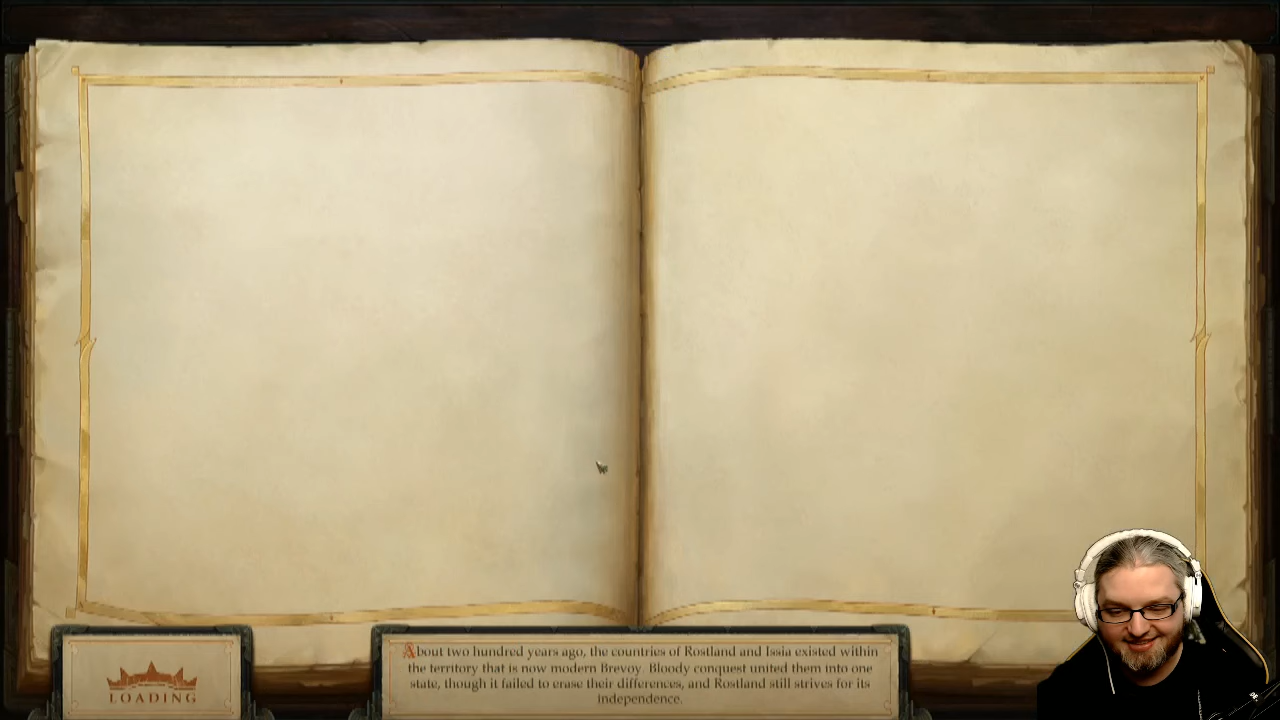 About two hundred years ago, the countries of Rostland and Issia existed within
the territory that is now modern Brevoy. Bloody conquest united them into one
state, though it failed to erase their differences, and Rostland still strives for its
independence.
LOADING